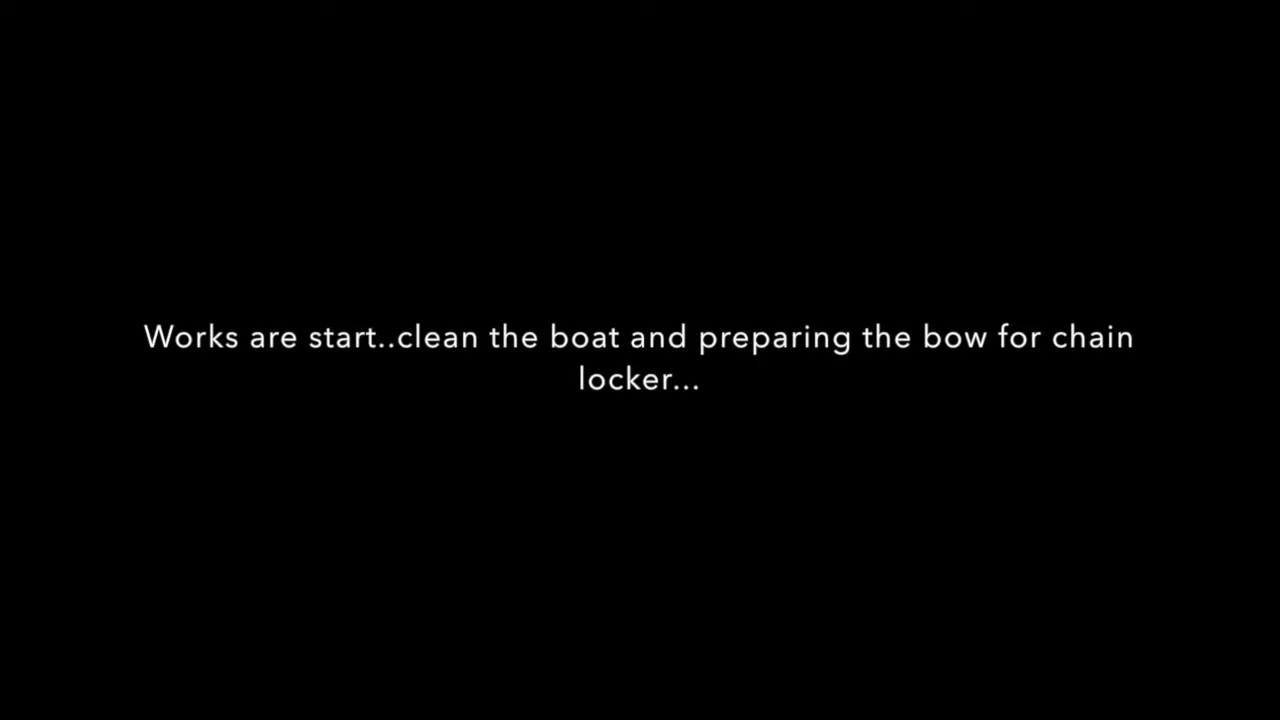 Works are start..clean the boat and preparing the bow for chain
locker...